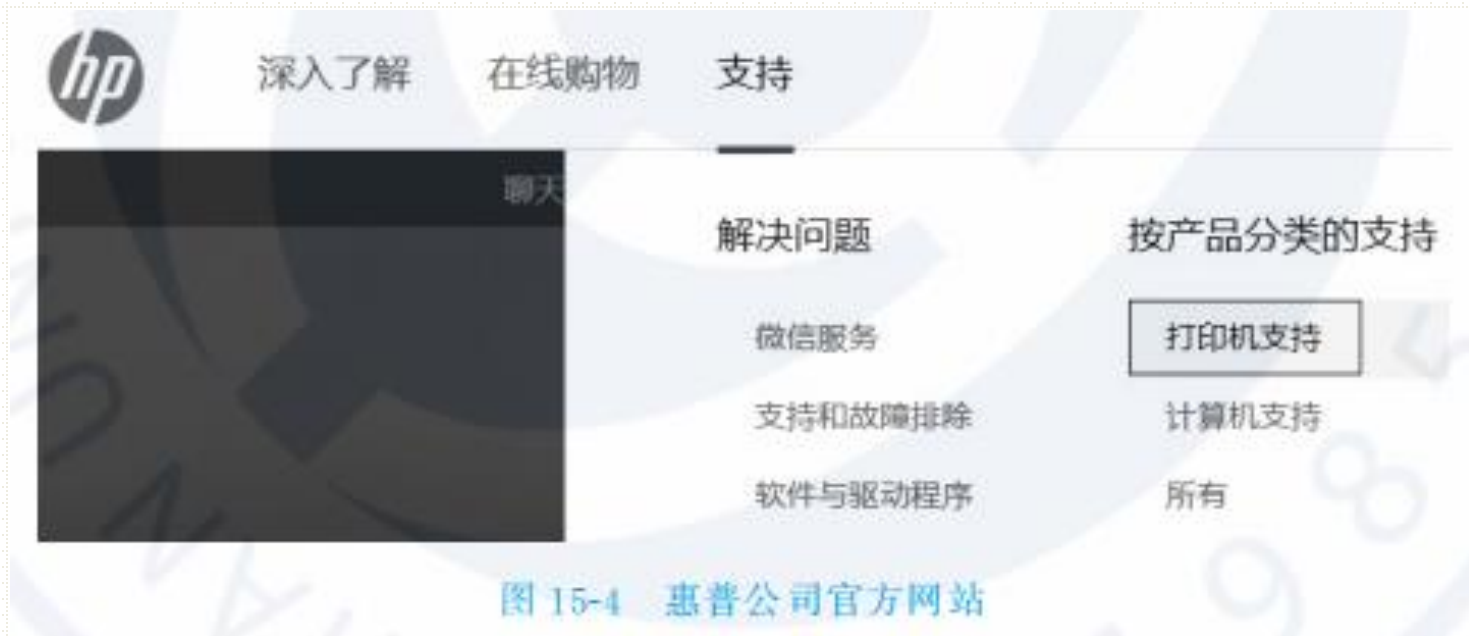 hp 深入了解 在线购物 支持
聊天
解决问题 按产品分类的支持
微信服务 打印机支持
支持和故障排除 计算机支持
软件与驱动程序 所有
图 15-4 惠普公司官方网站